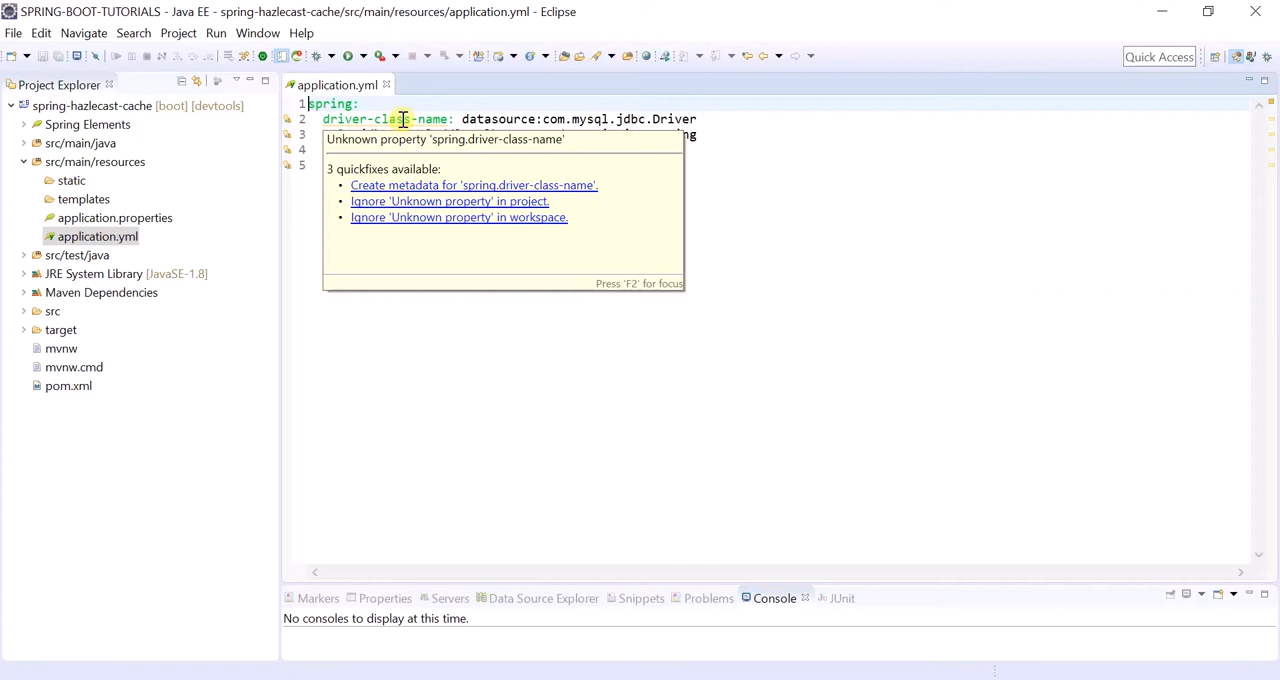 SPRING-BOOT-TUTORIALS - Java EE - spring-hazlecast-cache/src/main/resources/application.yml - Eclipse
File Edit Navigate Search Project Run Window Help
Quick Access
Project Explorer
spring-hazlecast-cache [boot] [devtools]
Spring Elements
src/main/java
src/main/resources
static
templates
application.properties
application.yml
src/test/java
JRE System Library [JavaSE-1.8]
Maven Dependencies
src
target
mvnw
mvnw.cmd
pom.xml
application.yml
1 spring:
2 driver-class-name: datasource:com.mysql.jdbc.Driver
3
4
5
Unknown property 'spring.driver-class-name'
3 quickfixes available:
• Create metadata for 'spring.driver-class-name'.
• Ignore 'Unknown property' in project.
• Ignore 'Unknown property' in workspace.
Press 'F2' for focus
Markers Properties Servers Data Source Explorer Snippets Problems Console JUnit
No consoles to display at this time.